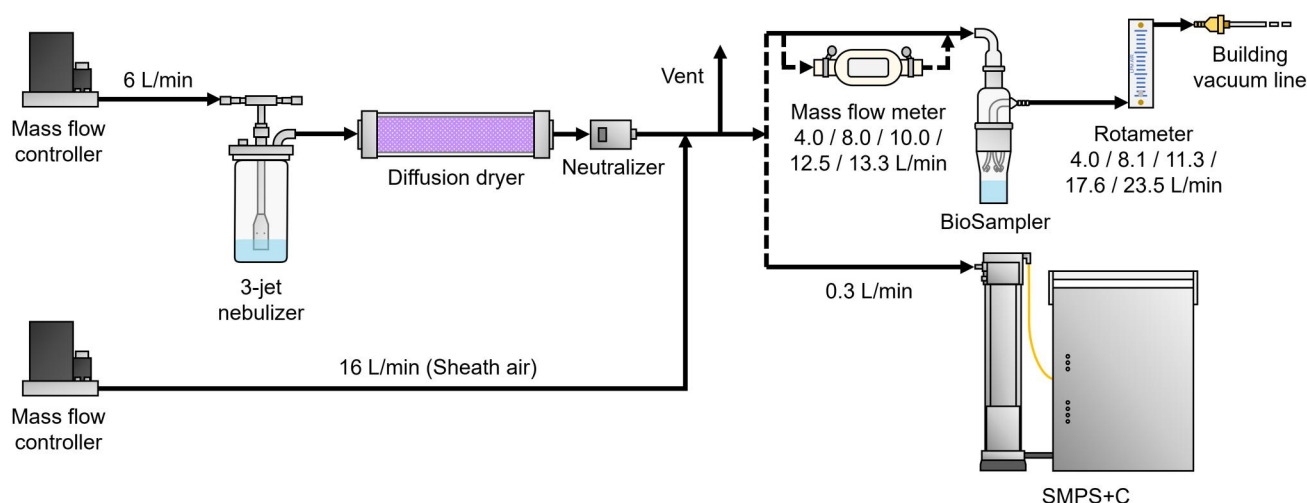 6 L/min
Mass flow
controller
3-jet
nebulizer
Diffusion dryer
Neutralizer
Vent
Mass flow meter
4.0 / 8.0 / 10.0 /
12.5 / 13.3 L/min
BioSampler
Rotameter
4.0 / 8.1 / 11.3 /
17.6 / 23.5 L/min
Building
vacuum line
0.3 L/min
16 L/min (Sheath air)
Mass flow
controller
SMPS+C